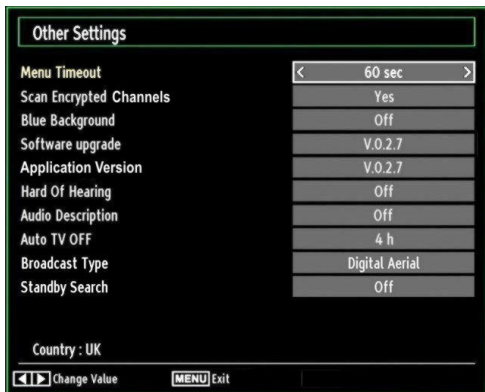 Other Settings
Menu Timeout < 60 sec >
Scan Encrypted Channels Yes
Blue Background Off
Software upgrade V.0.2.7
Application Version V.0.2.7
Hard Of Hearing Off
Audio Description Off
Auto TV OFF 4 h
Broadcast Type Digital Aerial
Standby Search Off
Country : UK
Change Value MENU Exit